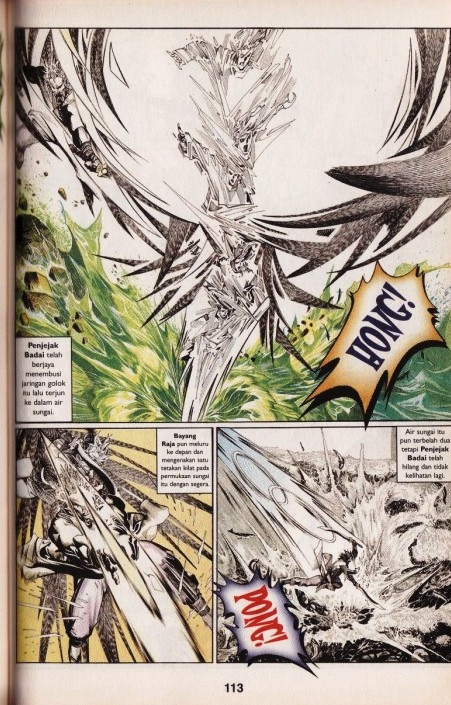 HONG!
Penjejak
Badai telah
berjaya
menembusi
jaringan golok
itu lalu terjun
ke dalam air
sungai.
Bayang
Raja pun meluru
ke depan dan
mengenakan satu
tetakan kilat pada
permukaan sungai
itu dengan segera.
Air sungai itu
pun terbelah dua
tetapi Penjejak
Badai telah
hilang dan tidak
kelihatan lagi.
PONG!
113